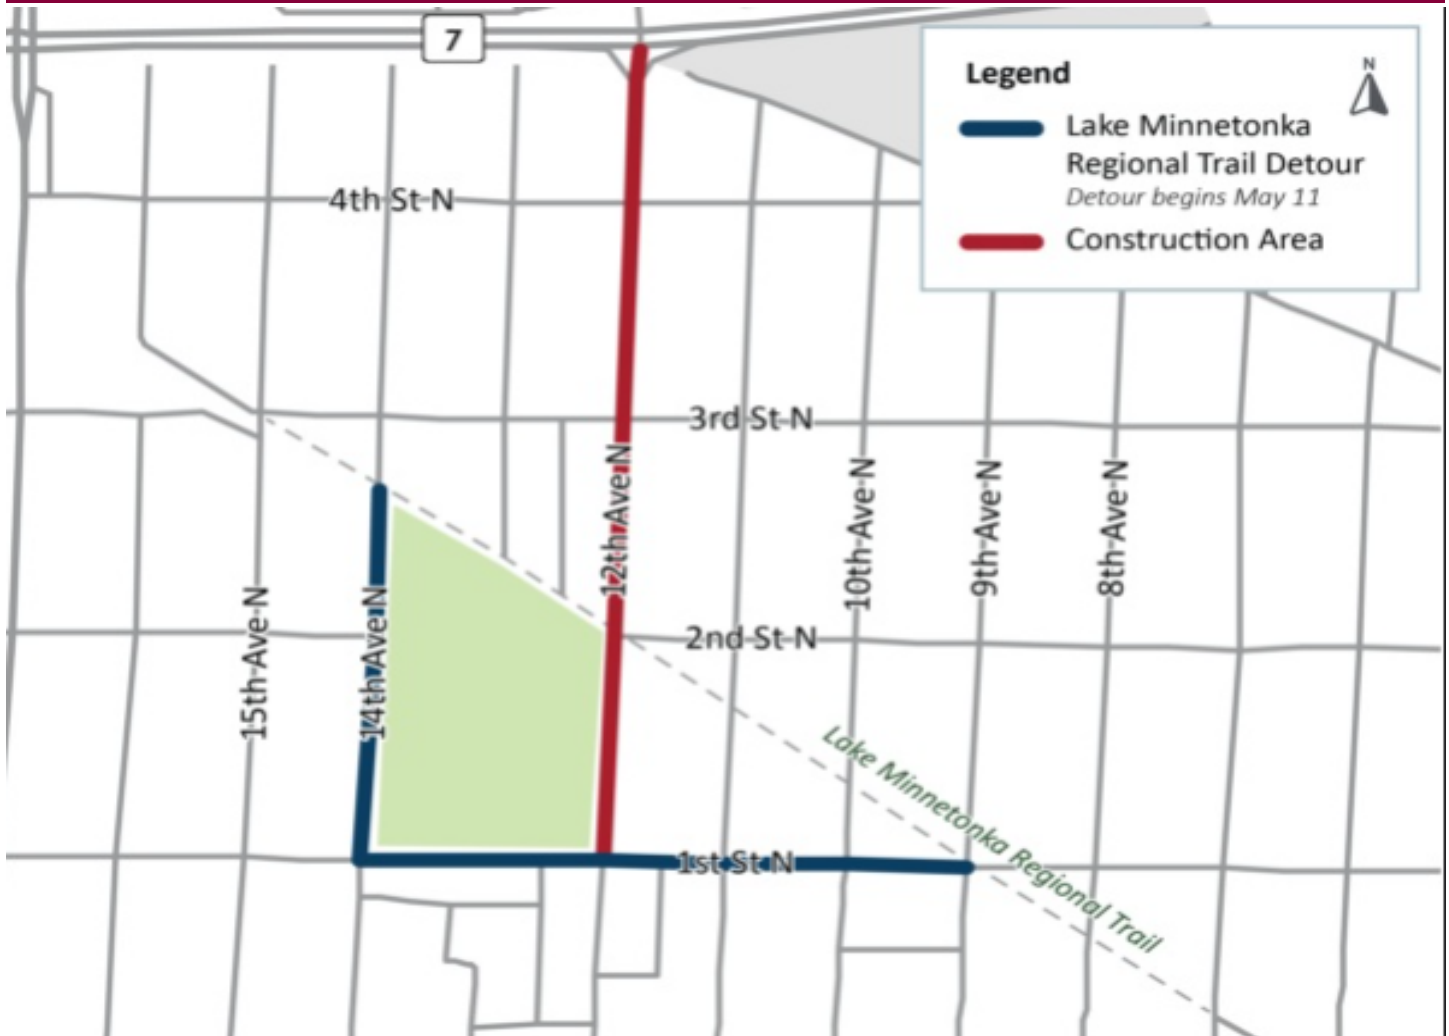 7
Legend
N
Lake Minnetonka
Regional Trail Detour
Detour begins May 11
Construction Area
4th St N
3rd St N
12th Ave N
10th Ave N
9th Ave N
8th Ave N
15th Ave N
14th Ave N
2nd St N
Lake Minnetonka Regional Trail
1st St N